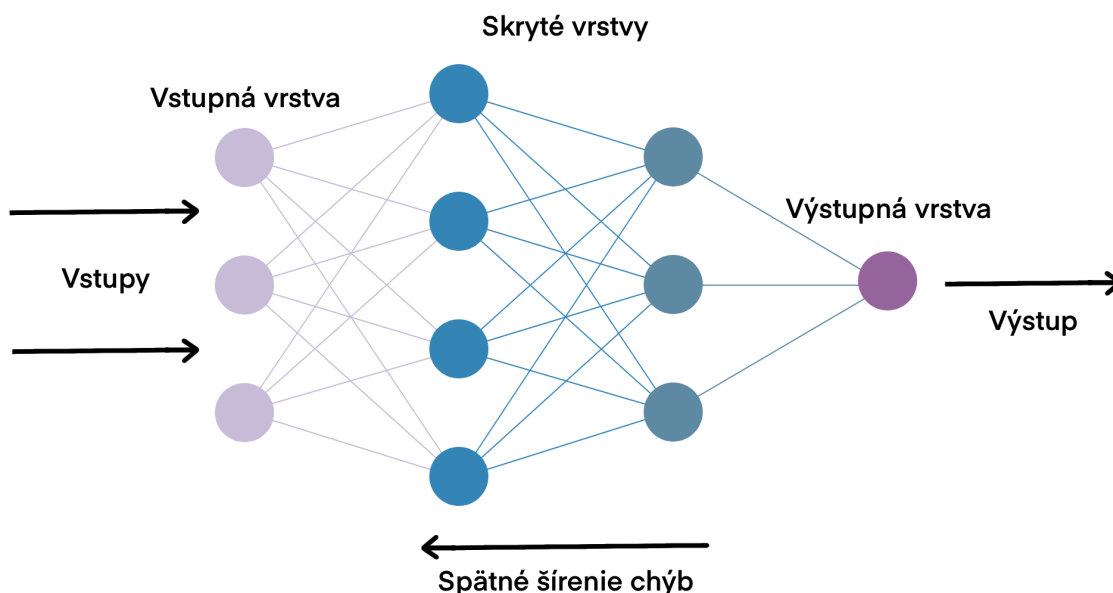 Skryté vrstvy
Vstupná vrstva
Výstupná vrstva
Vstupy
Výstup
Spätné šírenie chýb